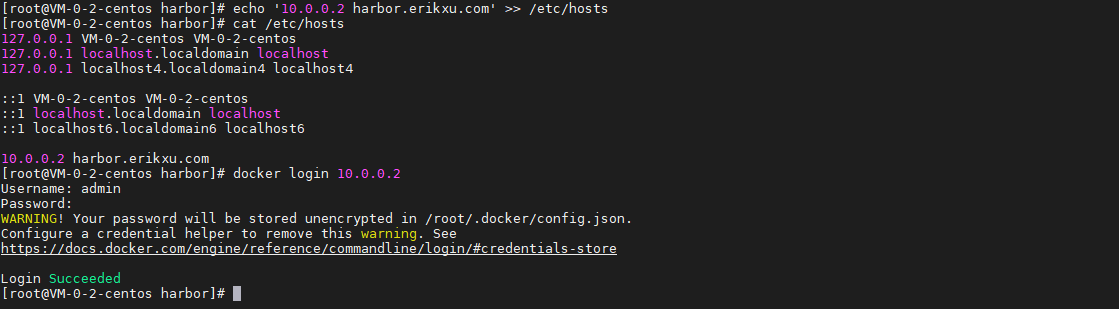 [root@VM-0-2-centos harbor]# echo '10.0.0.2 harbor.erikxu.com' >> /etc/hosts
[root@VM-0-2-centos harbor]# cat /etc/hosts
127.0.0.1 VM-0-2-centos VM-0-2-centos
127.0.0.1 localhost.localdomain localhost
127.0.0.1 localhost4.localdomain4 localhost4

::1 VM-0-2-centos VM-0-2-centos
::1 localhost.localdomain localhost
::1 localhost6.localdomain6 localhost6

10.0.0.2 harbor.erikxu.com
[root@VM-0-2-centos harbor]# docker login 10.0.0.2
Username: admin
Password:
WARNING! Your password will be stored unencrypted in /root/.docker/config.json.
Configure a credential helper to remove this warning. See
https://docs.docker.com/engine/reference/commandline/login/#credentials-store

Login Succeeded
[root@VM-0-2-centos harbor]#